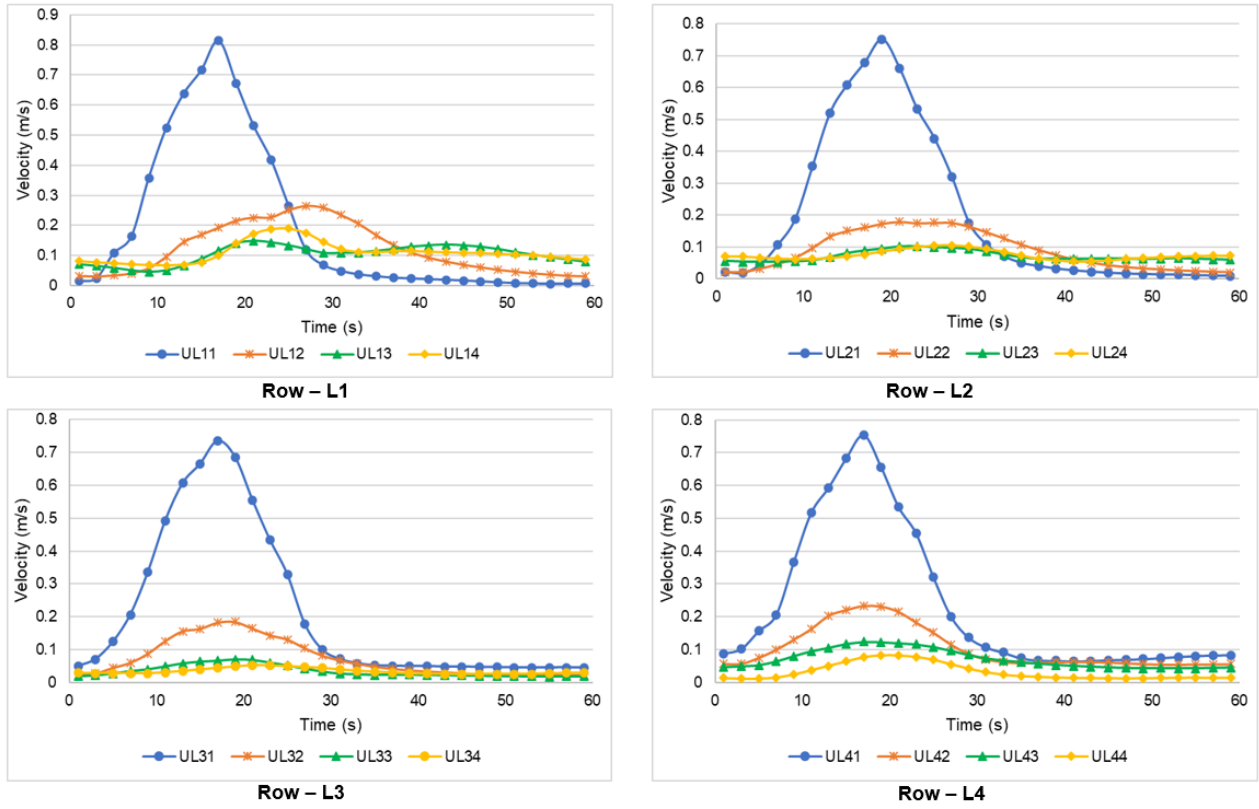 0.9
0.8
0.7
0.6
0.5
0.4
0.3
0.2
0.1
0
Velocity (m/s)
0 10 20 30 40 50 60
Time (s)
UL11 UL12 UL13 UL14
Row – L1
0.8
0.7
0.6
0.5
0.4
0.3
0.2
0.1
0
Velocity (m/s)
0 10 20 30 40 50 60
Time (s)
UL21 UL22 UL23 UL24
Row – L2
0.8
0.7
0.6
0.5
0.4
0.3
0.2
0.1
0
Velocity (m/s)
0 10 20 30 40 50 60
Time (s)
UL31 UL32 UL33 UL34
Row – L3
0.8
0.7
0.6
0.5
0.4
0.3
0.2
0.1
0
Velocity (m/s)
0 10 20 30 40 50 60
Time (s)
UL41 UL42 UL43 UL44
Row – L4